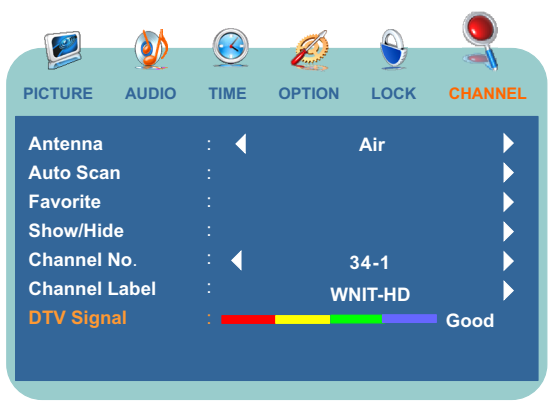 PICTURE AUDIO TIME OPTION LOCK CHANNEL
Antenna : Air
Auto Scan :
Favorite :
Show/Hide :
Channel No. : 34-1
Channel Label : WNIT-HD
DTV Signal : Good